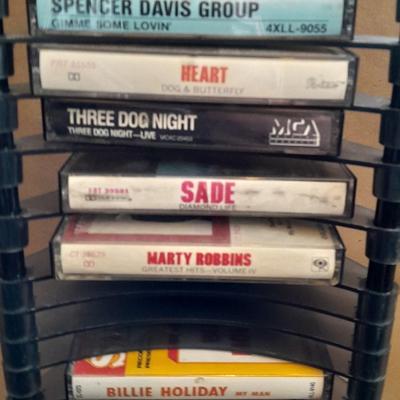 SPENCER DAVIS GROUP
GIMME SOME LOVIN' 4XLL-9055
HEART
DOG & BUTTERFLY
THREE DOG NIGHT
THREE DOG NIGHT—LIVE
MCA
SADE
DIAMOND LIFE
MARTY ROBBINS
GREATEST HITS—VOLUME IV
BILLIE HOLIDAY MY MAN